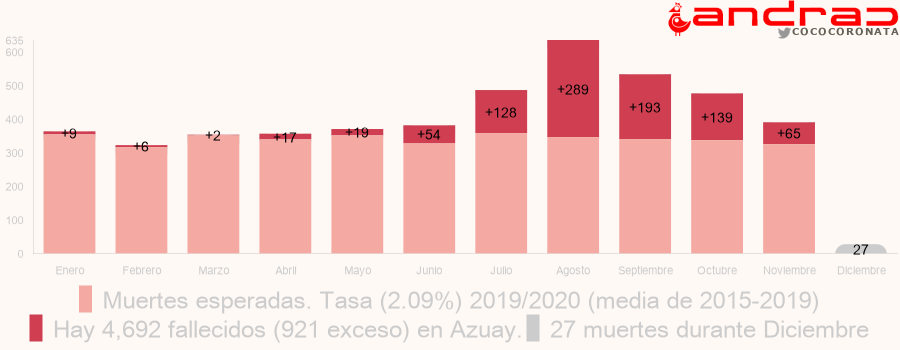 andras
COCOCORONATA
635
600
500
400
300
200
100
0
+9 +6 +2 +17 +19 +54 +128 +289 +193 +139 +65 27
Enero Febrero Marzo Abril Mayo Junio Julio Agosto Septiembre Octubre Noviembre Diciembre
Muertes esperadas. Tasa (2.09%) 2019/2020 (media de 2015-2019)
Hay 4,692 fallecidos (921 exceso) en Azuay. 27 muertes durante Diciembre